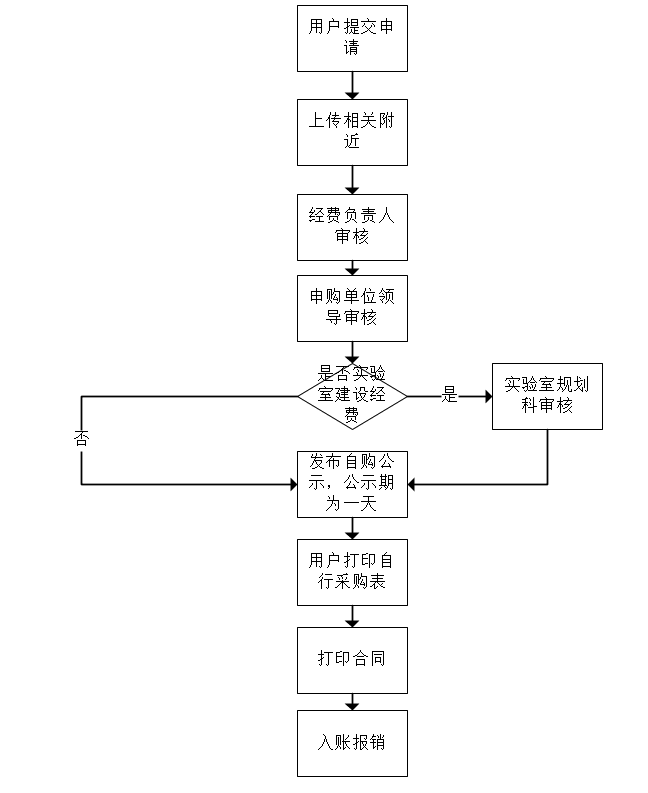 用户提交申
请
上传相关附
近
经费负责人
审核
申购单位领
导审核
是否实验
室建设经
费
是
实验室规划
科审核
否
发布自购公
示，公示期
为一天
用户打印自
行采购表
打印合同
入账报销